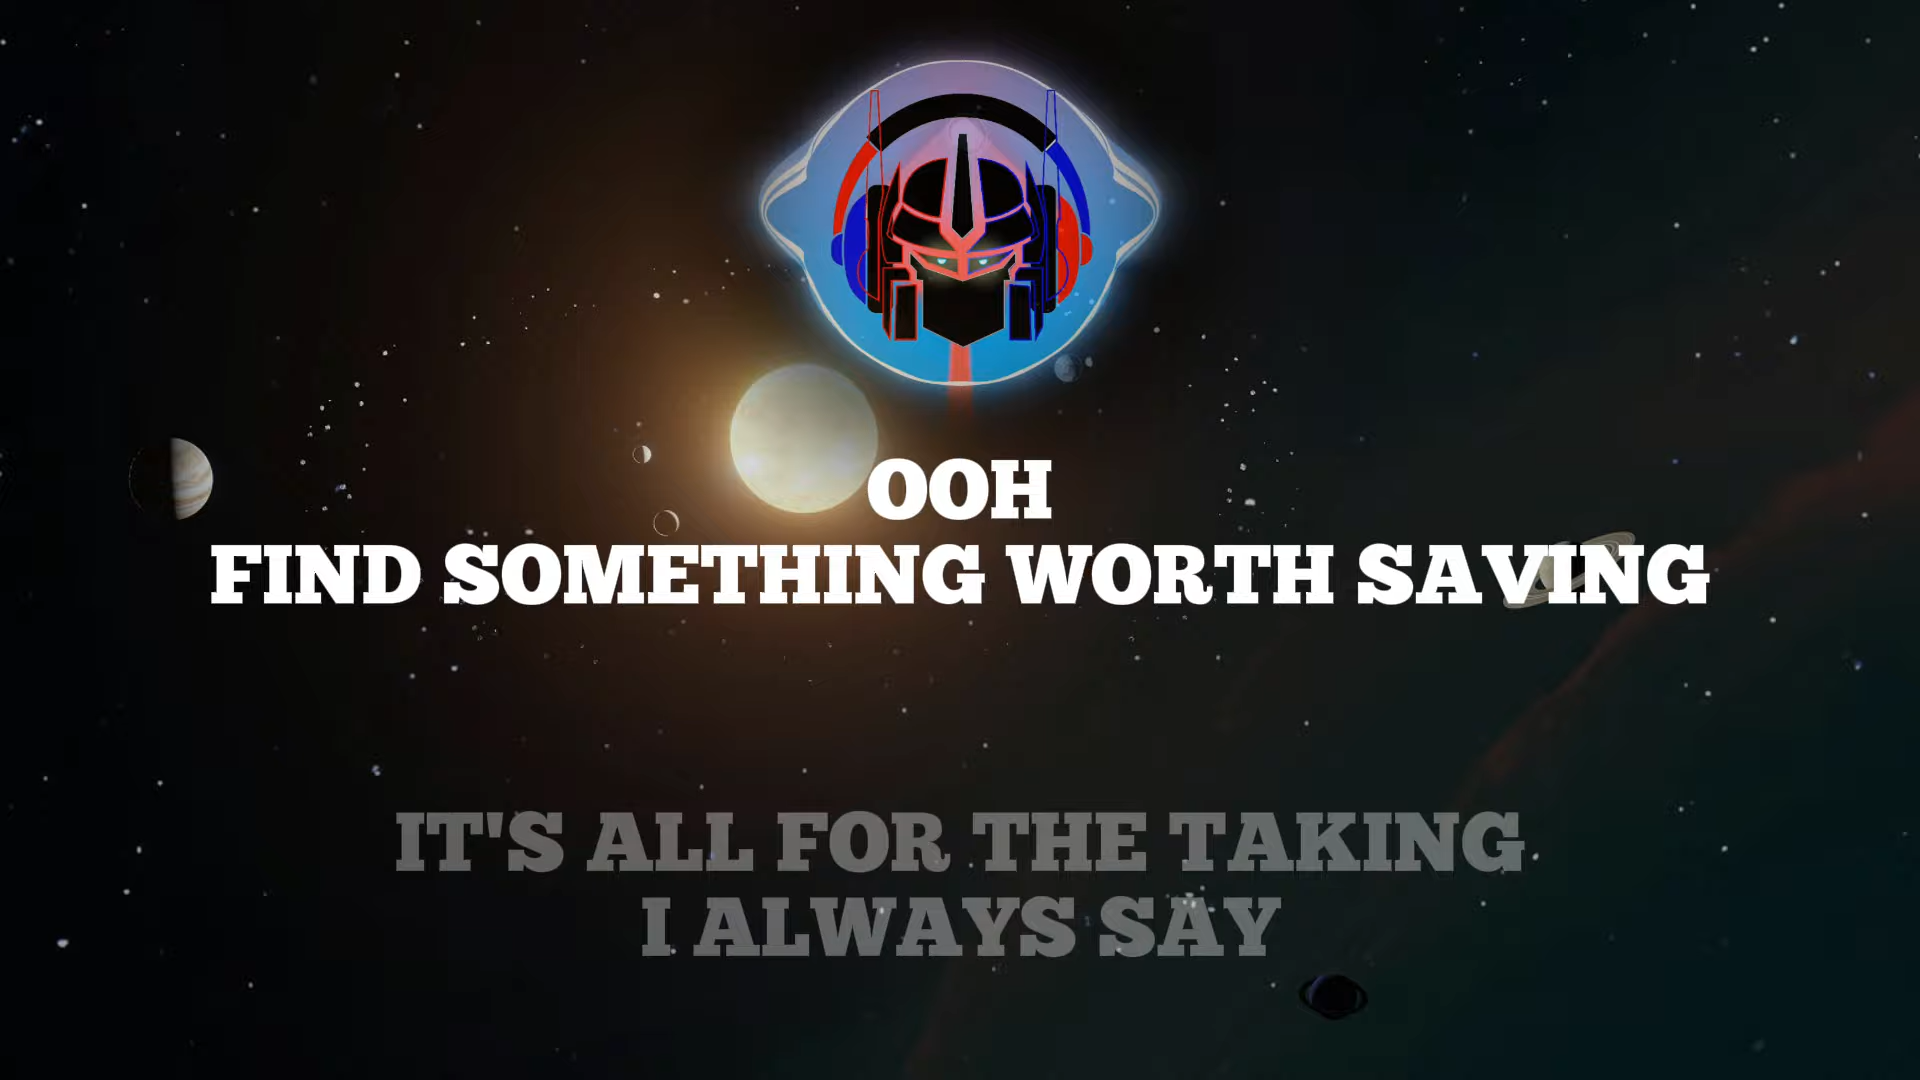 OOH
FIND SOMETHING WORTH SAVING
IT'S ALL FOR THE TAKING
I ALWAYS SAY